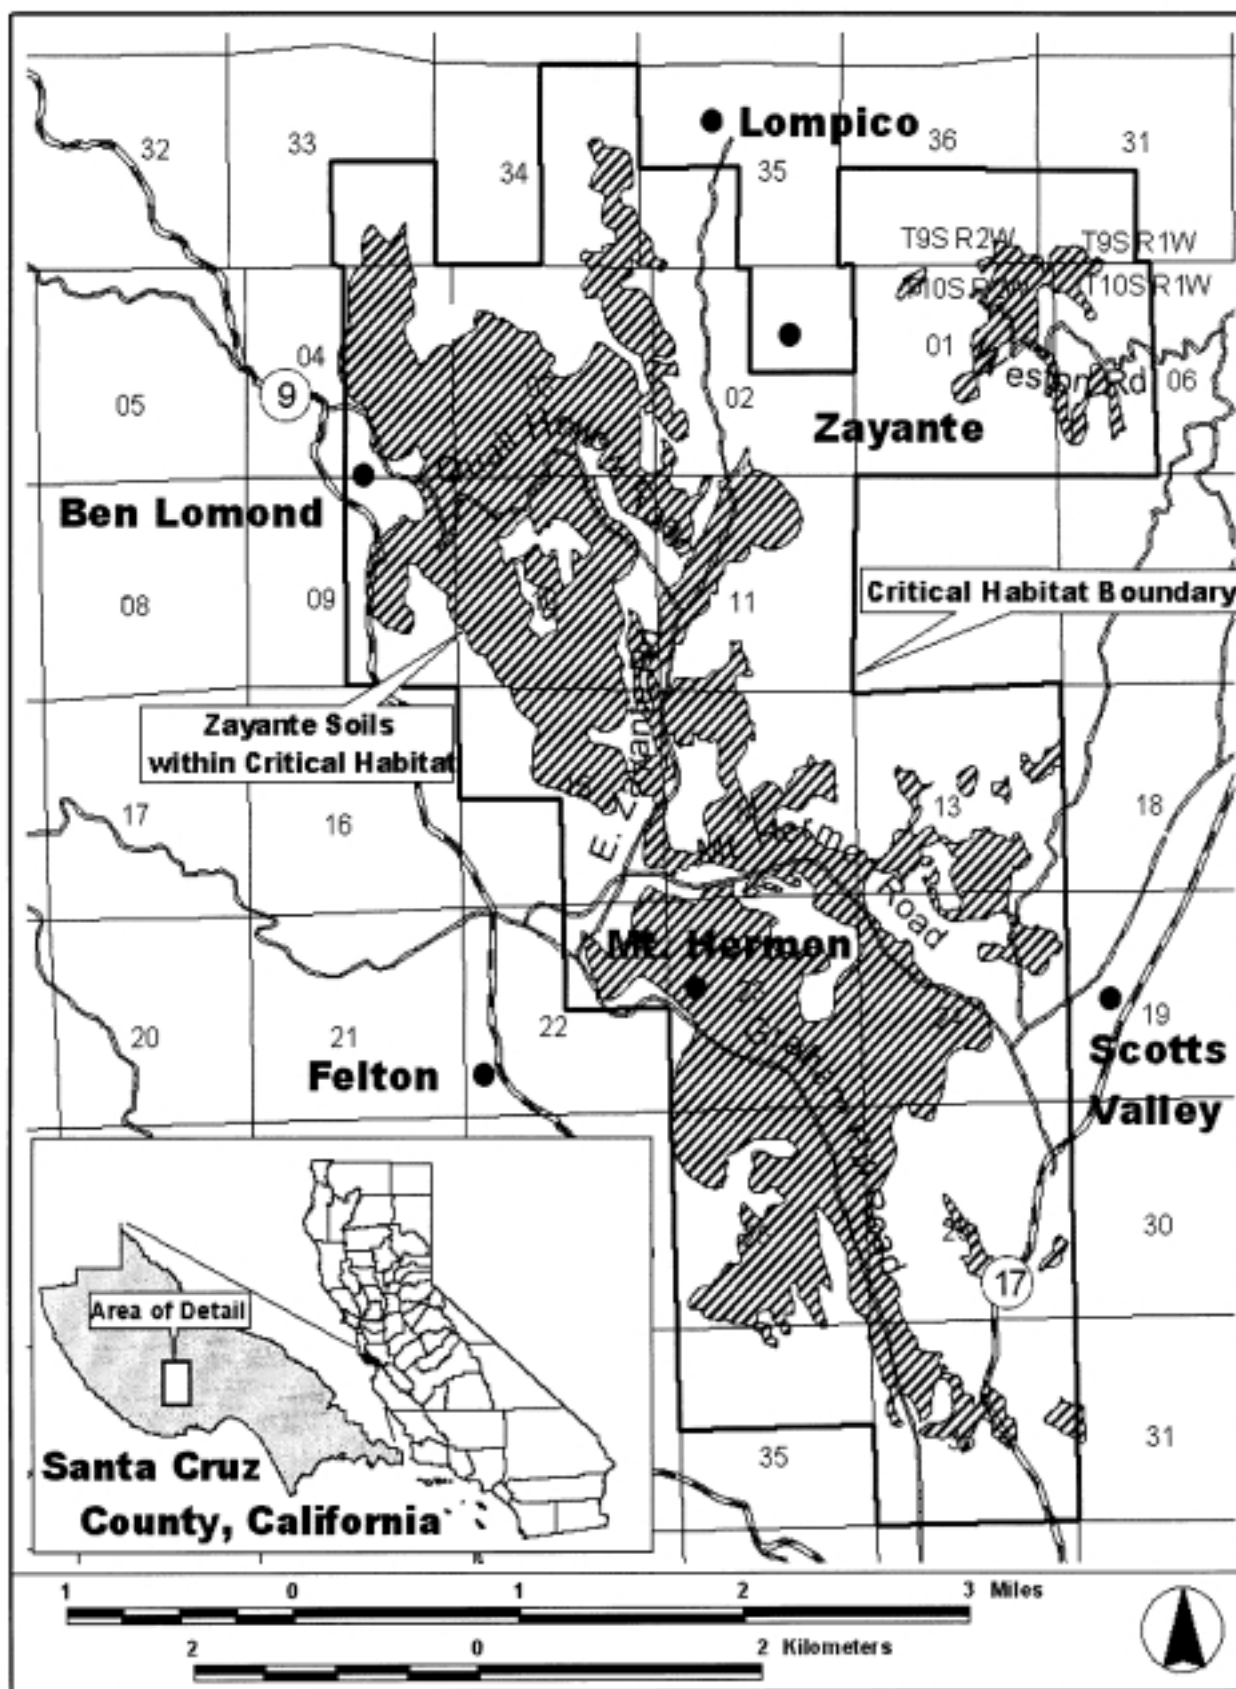 Lompico
32
33
34
35
36
31
T9S R2W
T9S R1W
T10S R1W
04
01
06
05
9
02
Zayante
Ben Lomond
Critical Habitat Boundary
08
09
11
Zayante Soils
within Critical Habitat
17
16
13
18
E. Zayante
Road
Mt. Hermon
20
21
22
19
Felton
Scotts
Valley
30
17
Area of Detail
35
31
Santa Cruz
County, California
1 0 1 2 3 Miles
2 0 2 Kilometers